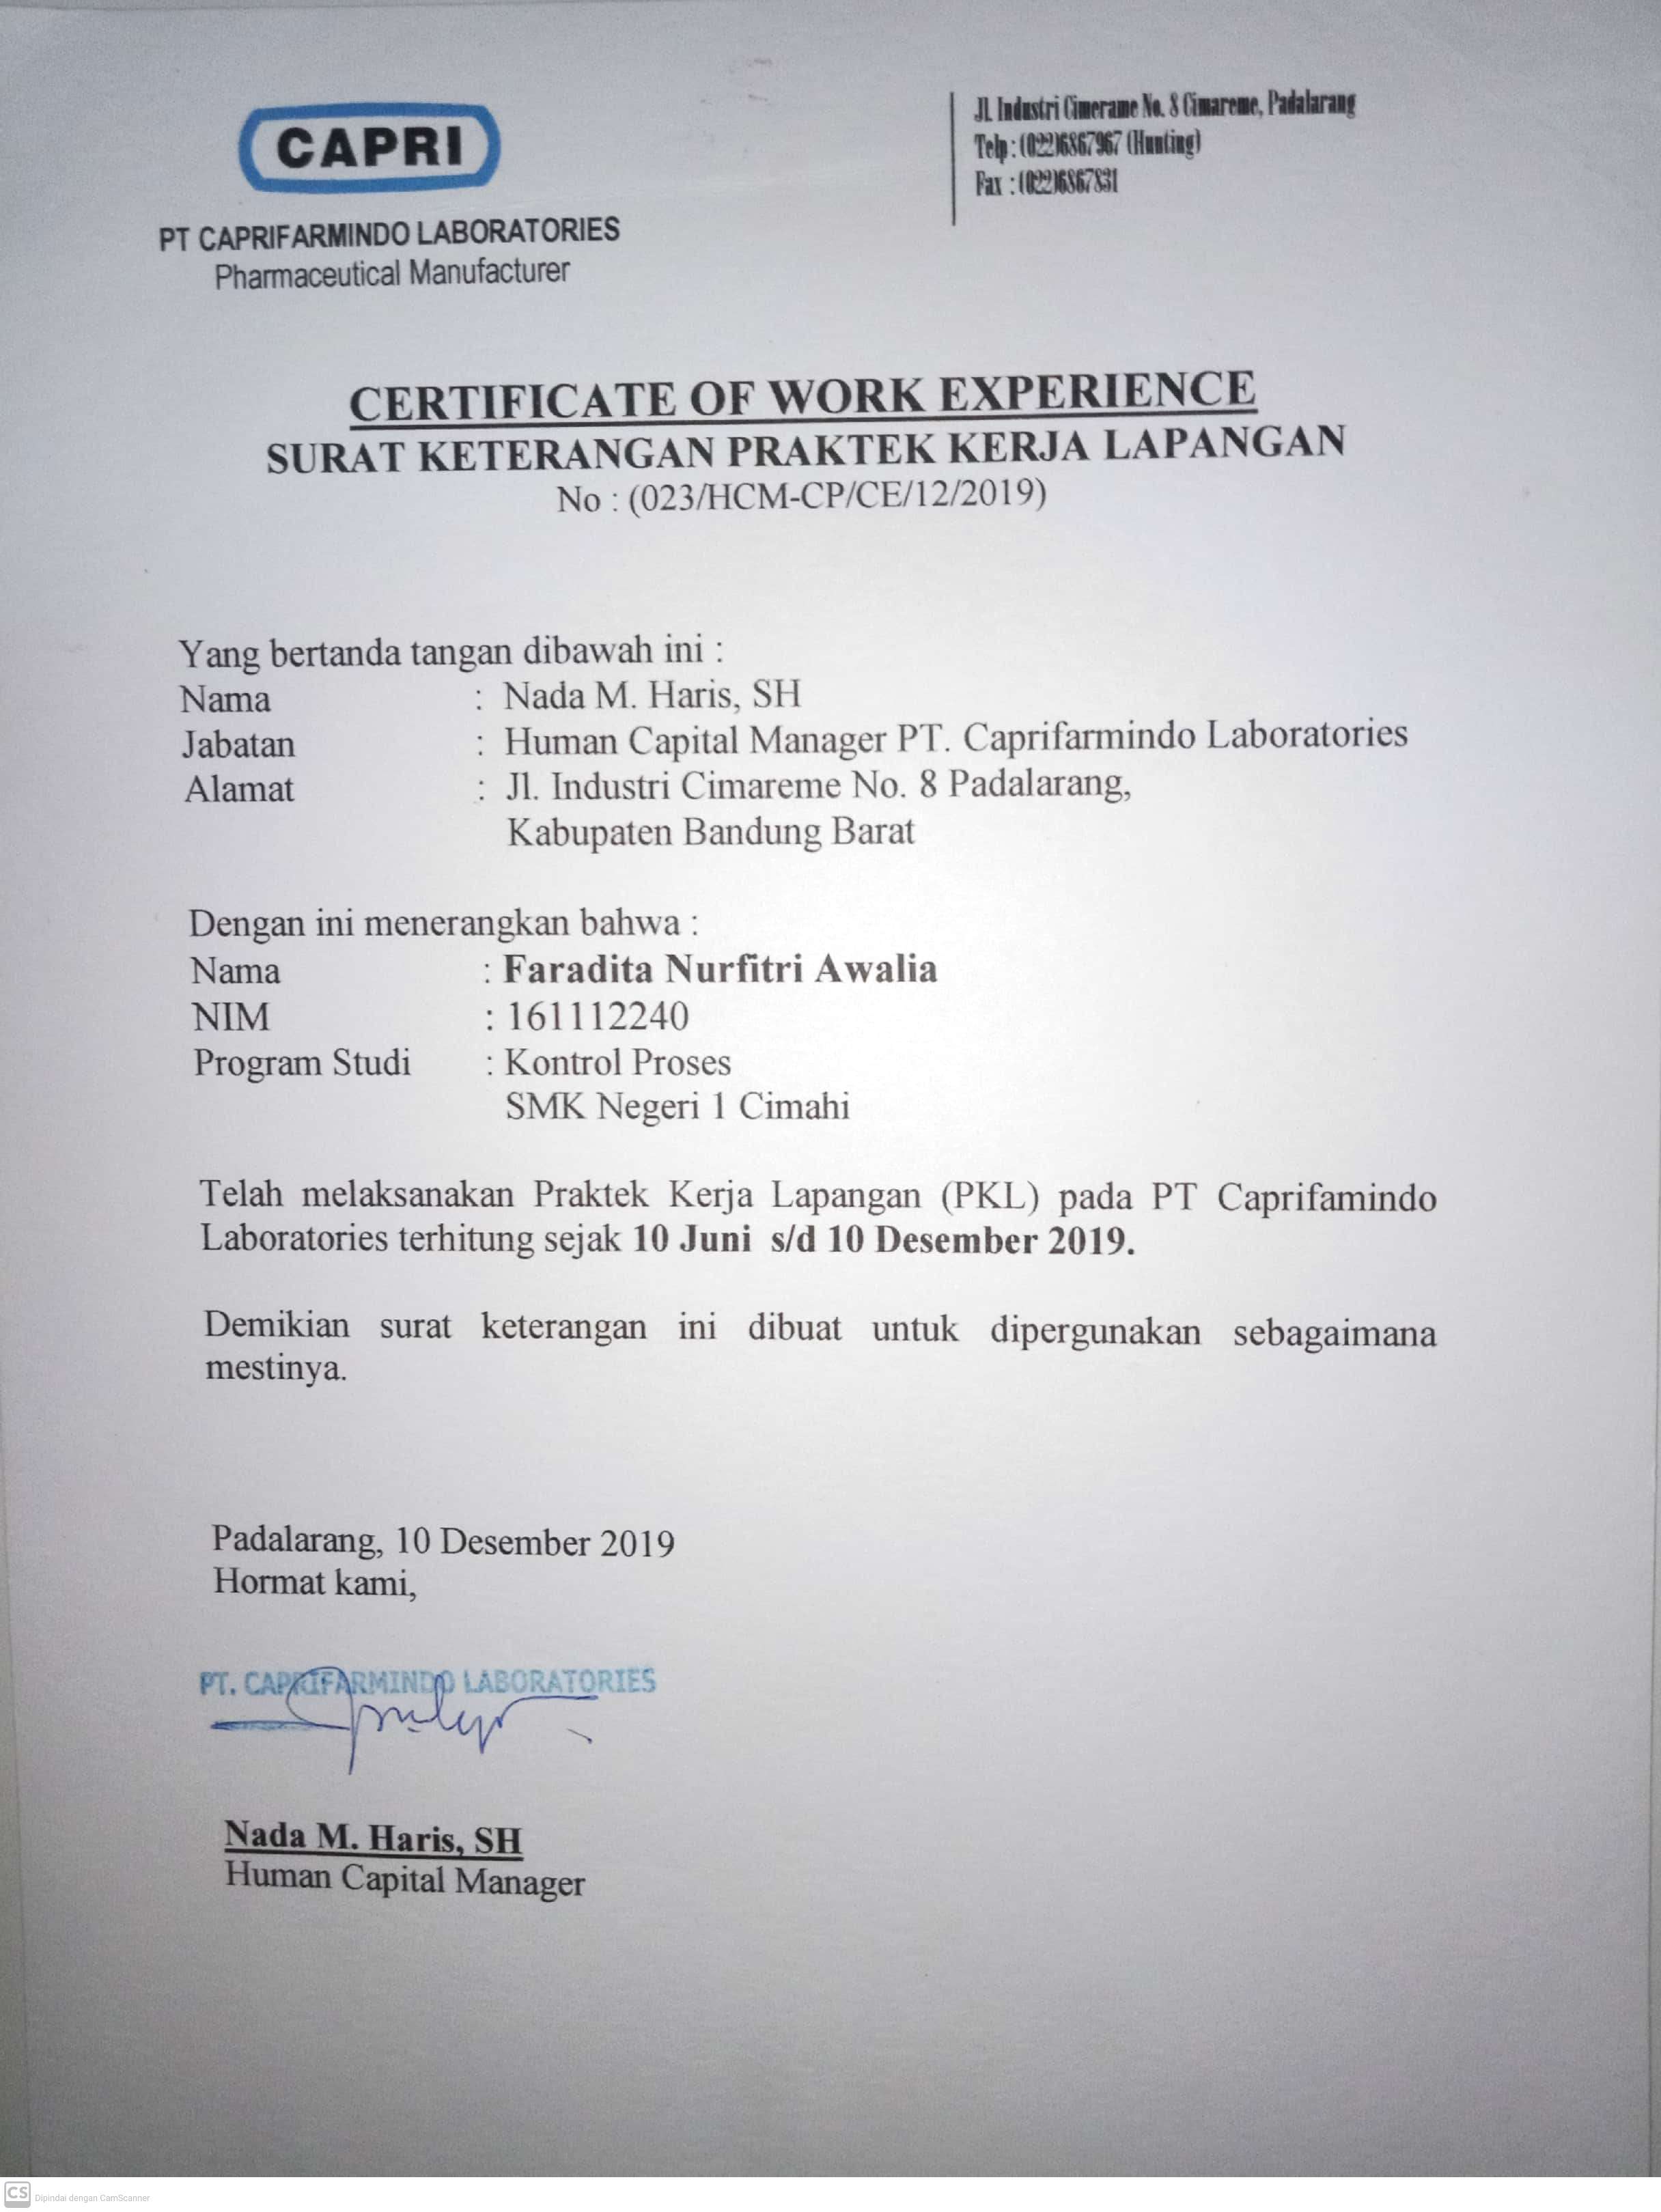 CAPRI
PT CAPRIFARMINDO LABORATORIES
Pharmaceutical Manufacturer
Jl. Industri Cimerame No. 8 Cimareme, Padalarang
Telp : (022)6867967 (Hunting)
Fax : (022)6867831
CERTIFICATE OF WORK EXPERIENCE
SURAT KETERANGAN PRAKTEK KERJA LAPANGAN
No : (023/HCM-CP/CE/12/2019)
Yang bertanda tangan dibawah ini :
Nama : Nada M. Haris, SH
Jabatan : Human Capital Manager PT. Caprifarmindo Laboratories
Alamat : Jl. Industri Cimareme No. 8 Padalarang,
Kabupaten Bandung Barat
Dengan ini menerangkan bahwa :
Nama : Faradita Nurfitri Awalia
NIM : 161112240
Program Studi : Kontrol Proses
SMK Negeri 1 Cimahi
Telah melaksanakan Praktek Kerja Lapangan (PKL) pada PT Caprifamindo
Laboratories terhitung sejak 10 Juni s/d 10 Desember 2019.
Demikian surat keterangan ini dibuat untuk dipergunakan sebagaimana
mestinya.
Padalarang, 10 Desember 2019
Hormat kami,
PT. CAPRIFARMINDO LABORATORIES
Nada M. Haris, SH
Human Capital Manager
CS Dipindai dengan CamScanner